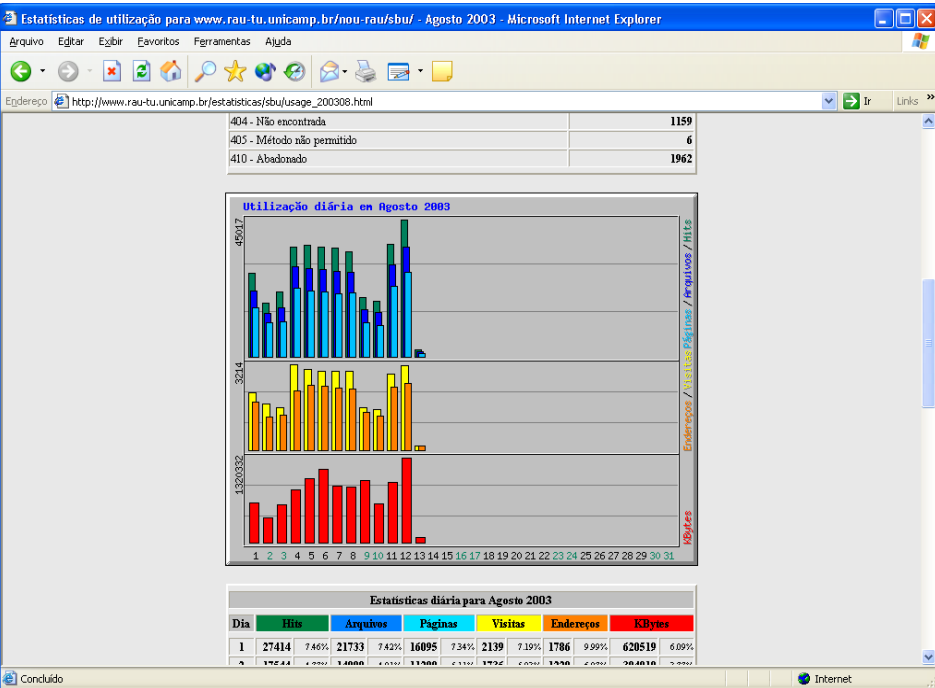 Estatísticas de utilização para www.rau-tu.unicamp.br/nou-rau/sbu/ - Agosto 2003 - Microsoft Internet Explorer
Arquivo Editar Exibir Favoritos Ferramentas Ajuda
Endereço http://www.rau-tu.unicamp.br/estatisticas/sbu/usage_200308.html Ir Links »
404 - Não encontrada 1159
405 - Método não permitido 6
410 - Abadonado 1962
Utilização diária em Agosto 2003
45017
3214
1320332
Endereços / Visitas Páginas / Arquivos / Hits
KBytes
1 2 3 4 5 6 7 8 9 10 11 12 13 14 15 16 17 18 19 20 21 22 23 24 25 26 27 28 29 30 31
Estatísticas diária para Agosto 2003
Dia Hits Arquivos Páginas Visitas Endereços KBytes
1 27414 7.46% 21733 7.42% 16095 7.34% 2139 7.19% 1786 9.99% 620519 6.09%
Concluído Internet